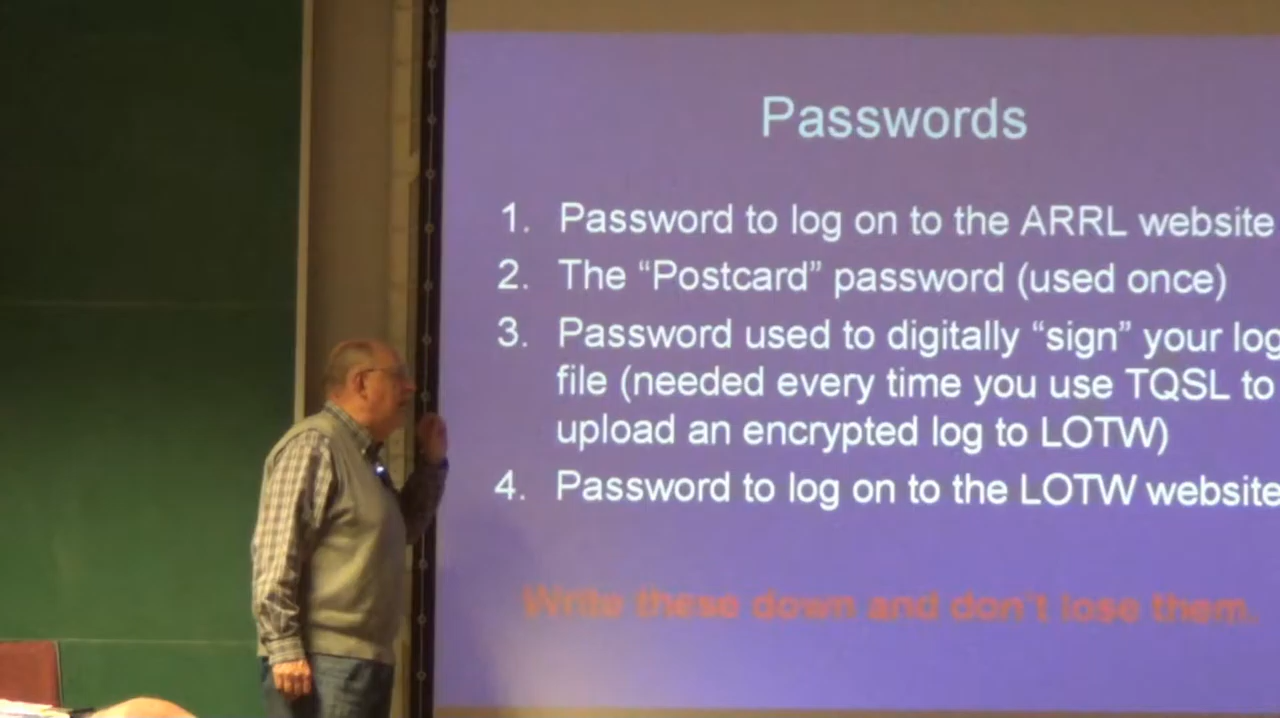 Passwords
1. Password to log on to the ARRL website
2. The “Postcard” password (used once)
3. Password used to digitally “sign” your log
file (needed every time you use TQSL to
upload an encrypted log to LOTW)
4. Password to log on to the LOTW website
Write these down and don't lose them.